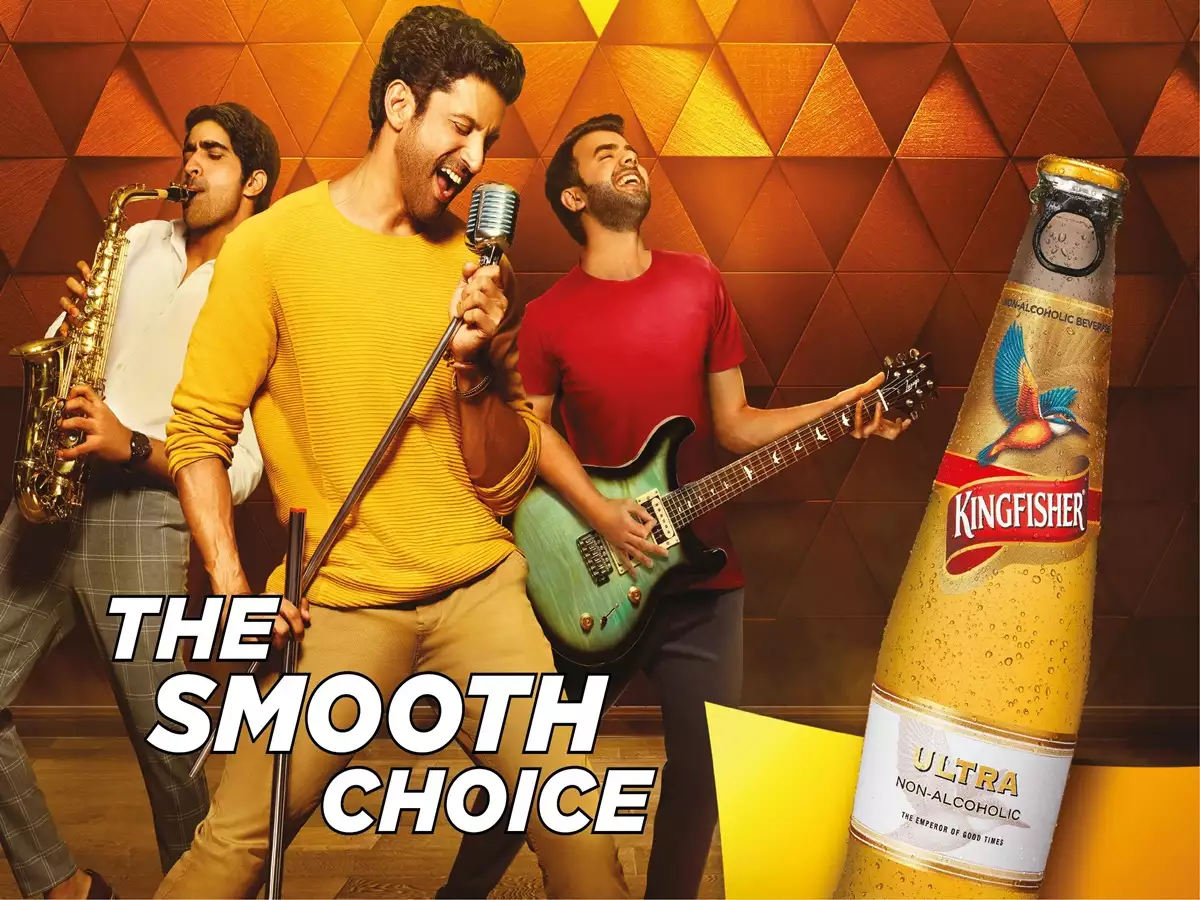 THE
SMOOTH
CHOICE
NON-ALCOHOLIC BEVERAGE
KINGFISHER
ULTRA
NON-ALCOHOLIC
THE EMPEROR OF GOOD TIMES